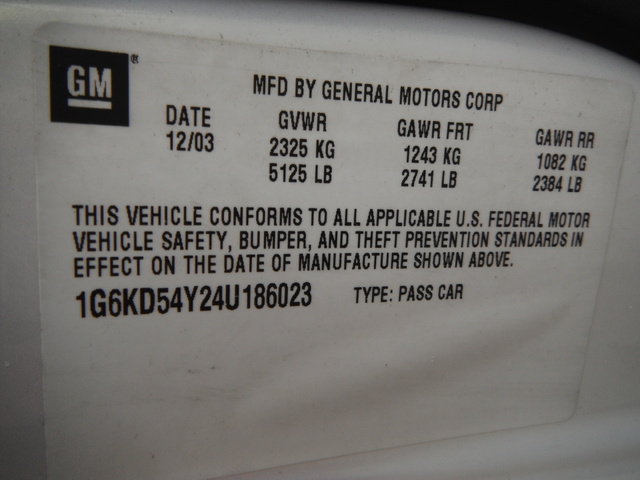 GM®
MFD BY GENERAL MOTORS CORP
DATE GVWR GAWR FRT GAWR RR
12/03 2325 KG 1243 KG 1082 KG
5125 LB 2741 LB 2384 LB
THIS VEHICLE CONFORMS TO ALL APPLICABLE U.S. FEDERAL MOTOR
VEHICLE SAFETY, BUMPER, AND THEFT PREVENTION STANDARDS IN
EFFECT ON THE DATE OF MANUFACTURE SHOWN ABOVE.
1G6KD54Y24U186023 TYPE: PASS CAR